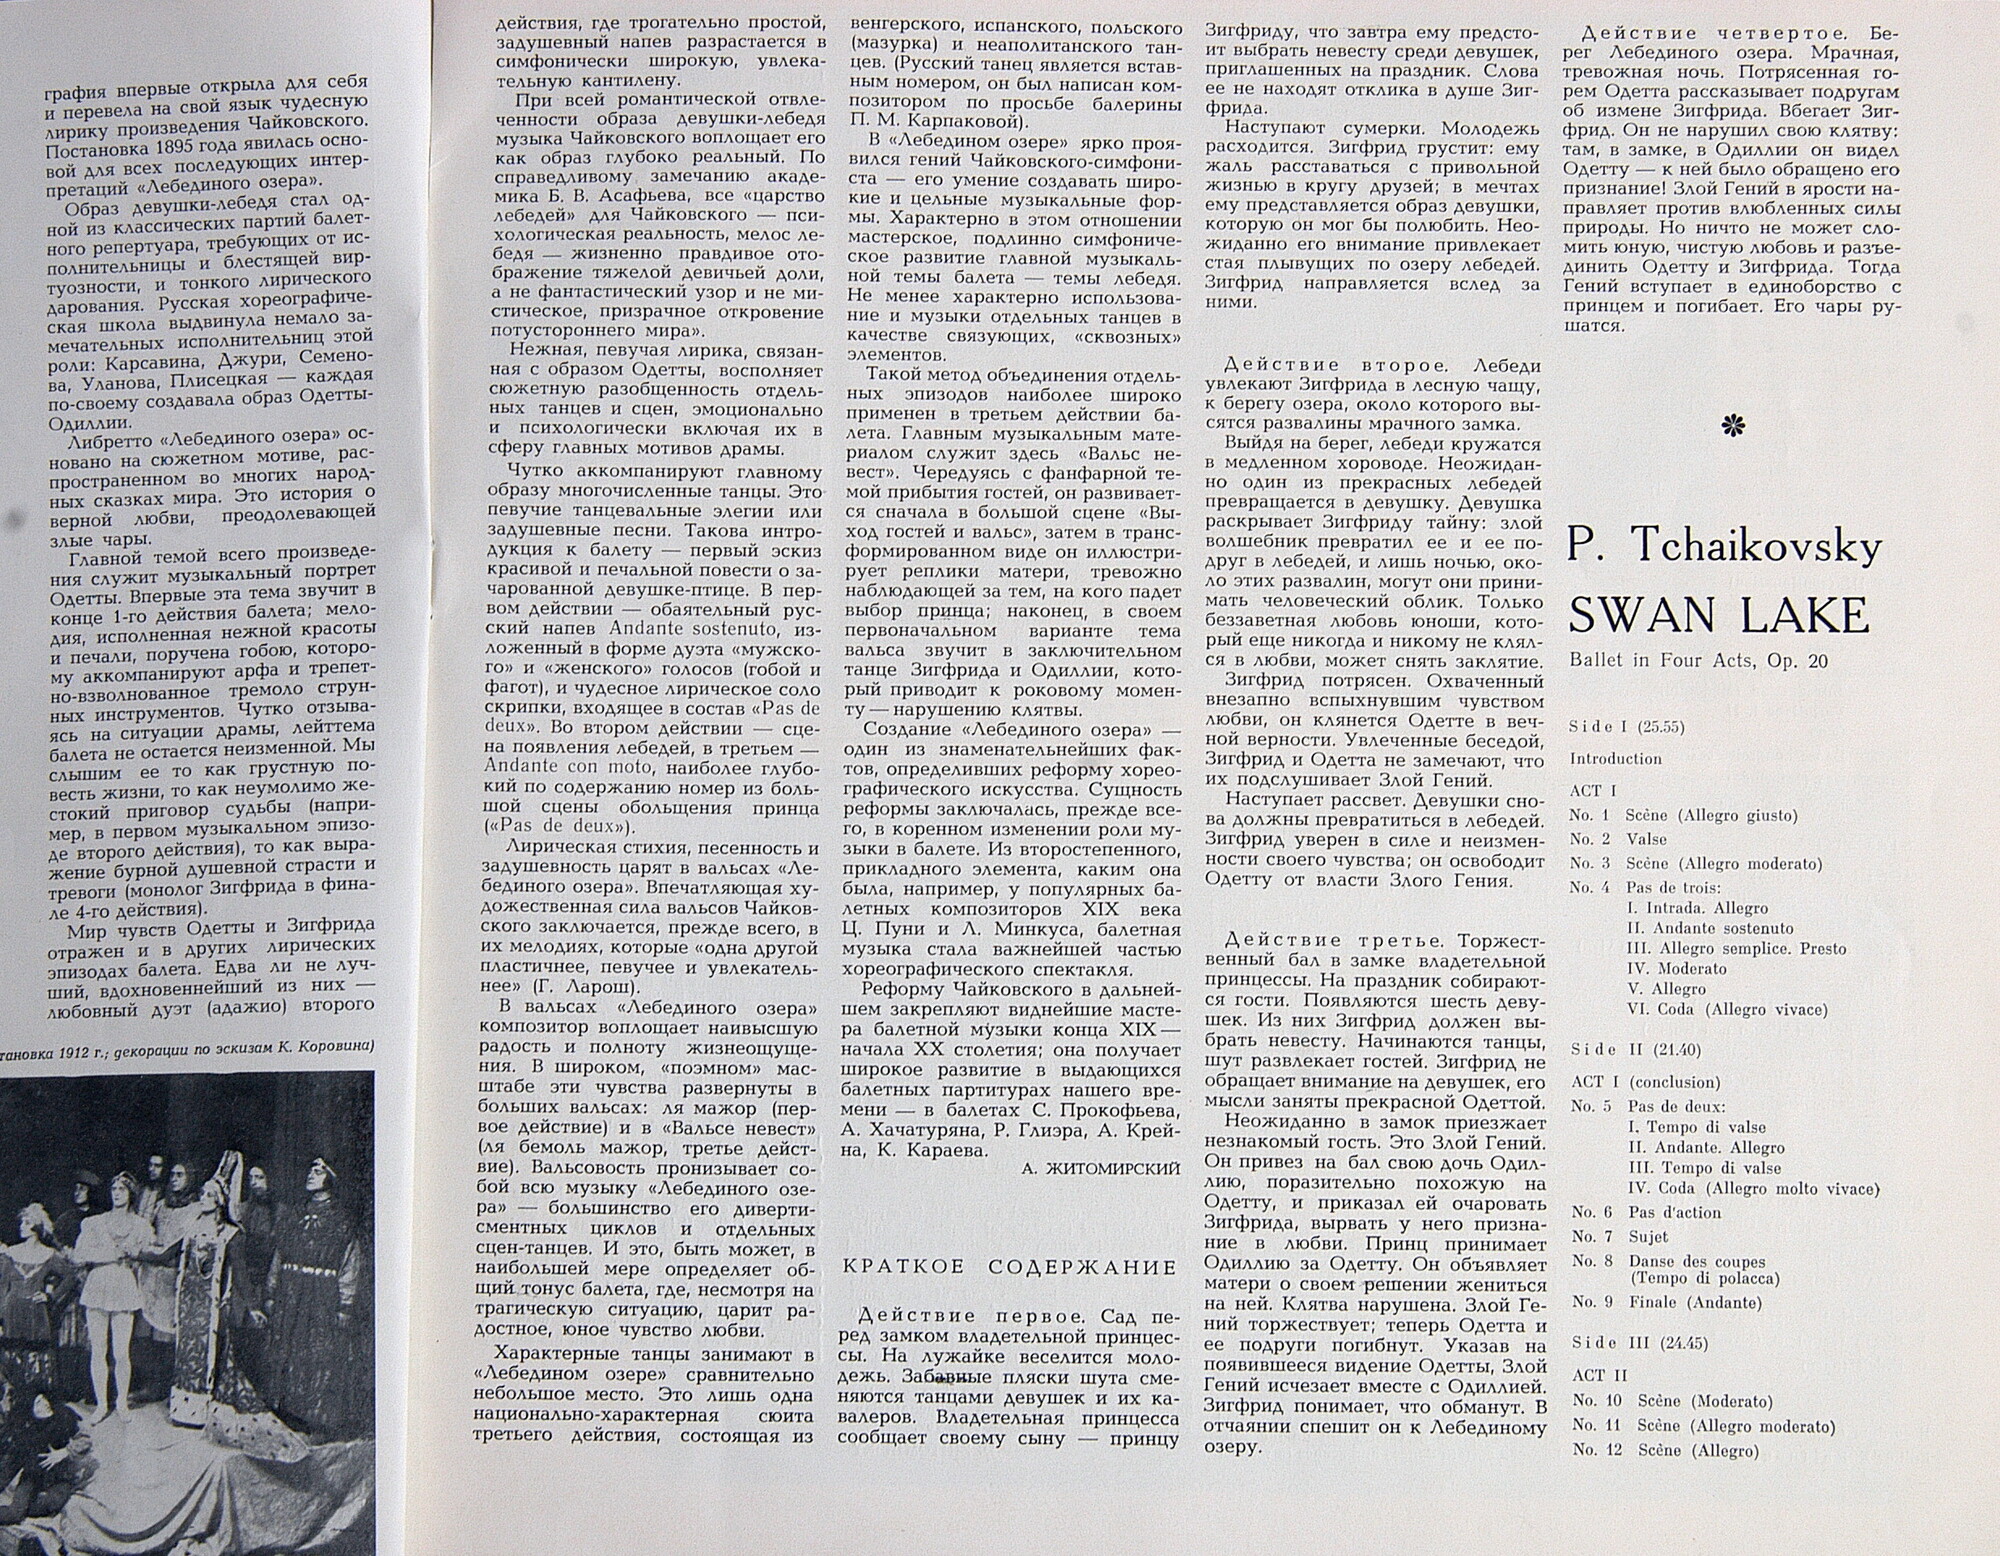 графия впервые открыла для себя
и перевела на свой язык чудесную
лирику произведения Чайковского.
Постановка 1895 года явилась осно-
вой для всех последующих интер-
претаций «Лебединого озера».
Образ девушки-лебедя стал од-
ной из классических партий балет-
ного репертуара, требующих от ис-
полнительницы и блестящей вир-
туозности, и тонкого лирического
дарования. Русская хореографиче-
ская школа выдвинула немало за-
мечательных исполнительниц этой
роли: Карсавина, Джури, Семено-
ва, Уланова, Плисецкая — каждая
по-своему создавала образ Одетты-
Одиллии.
Либретто «Лебединого озера» ос-
новано на сюжетном мотиве, рас-
пространенном во многих народ-
ных сказках мира. Это история о
верной любви, преодолевающей
злые чары.
Главной темой всего произведе-
ния служит музыкальный портрет
Одетты. Впервые эта тема звучит в
конце 1-го действия балета; мело-
дия, исполненная нежной красоты
и печали, поручена гобою, которо-
му аккомпанируют арфа и трепет-
но-взволнованное тремоло струн-
ных инструментов. Чутко отзыва-
ясь на ситуации драмы, лейттема
балета не остается неизменной. Мы
слышим ее то как грустную по-
весть жизни, то как неумолимо же-
стокий приговор судьбы (напри-
мер, в первом музыкальном эпизо-
де второго действия), то как выра-
жение бурной душевной страсти и
тревоги (монолог Зигфрида в фина-
ле 4-го действия).
Мир чувств Одетты и Зигфрида
отражен и в других лирических
эпизодах балета. Едва ли не луч-
ший, вдохновеннейший из них —
любовный дуэт (адажио) второго
тановка 1912 г.; декорации по эскизам К. Коровина)
действия, где трогательно простой,
задушевный напев разрастается в
симфонически широкую, увлека-
тельную кантилену.
При всей романтической отвле-
ченности образа девушки-лебедя
музыка Чайковского воплощает его
как образ глубоко реальный. По
справедливому замечанию акаде-
мика Б. В. Асафьева, все «царство
лебедей» для Чайковского — пси-
хологическая реальность, мелос ле-
бедя — жизненно правдивое ото-
бражение тяжелой девичьей доли,
а не фантастический узор и не ми-
стическое, призрачное откровение
потустороннего мира».
Нежная, певучая лирика, связан-
ная с образом Одетты, восполняет
сюжетную разобщенность отдель-
ных танцев и сцен, эмоционально
и психологически включая их в
сферу главных мотивов драмы.
Чутко аккомпанируют главному
образу многочисленные танцы. Это
певучие танцевальные элегии или
задушевные песни. Такова интро-
дукция к балету — первый эскиз
красивой и печальной повести о за-
чарованной девушке-птице. В пер-
вом действии — обаятельный рус-
ский напев Andante sostenuto, из-
ложенный в форме дуэта «мужско-
го» и «женского» голосов (гобой и
фагот), и чудесное лирическое соло
скрипки, входящее в состав «Pas de
deux». Во втором действии — сце-
на появления лебедей, в третьем —
Andante con moto, наиболее глубо-
кий по содержанию номер из боль-
шой сцены обольщения принца
(«Pas de deux»).
Лирическая стихия, песенность и
задушевность царят в вальсах «Ле-
бединого озера». Впечатляющая ху-
дожественная сила вальсов Чайков-
ского заключается, прежде всего, в
их мелодиях, которые «одна другой
пластичнее, певучее и увлекатель-
нее» (Г. Ларош).
В вальсах «Лебединого озера»
композитор воплощает наивысшую
радость и полноту жизнеощуще-
ния. В широком, «поэмном» мас-
штабе эти чувства развернуты в
больших вальсах: ля мажор (пер-
вое действие) и в «Вальсе невест»
(ля бемоль мажор, третье дейст-
вие). Вальсовость пронизывает со-
бой всю музыку «Лебединого озе-
ра» — большинство его диверти-
сментных циклов и отдельных
сцен-танцев. И это, быть может, в
наибольшей мере определяет об-
щий тонус балета, где, несмотря на
трагическую ситуацию, царит ра-
достное, юное чувство любви.
Характерные танцы занимают в
«Лебедином озере» сравнительно
небольшое место. Это лишь одна
национально-характерная сюита
третьего действия, состоящая из
венгерского, испанского, польского
(мазурка) и неаполитанского тан-
цев. (Русский танец является встав-
ным номером, он был написан ком-
позитором по просьбе балерины
П. М. Карпаковой).
В «Лебедином озере» ярко проя-
вился гений Чайковского-симфони-
ста — его умение создавать широ-
кие и цельные музыкальные фор-
мы. Характерно в этом отношении
мастерское, подлинно симфониче-
ское развитие главной музыкаль-
ной темы балета — темы лебедя.
Не менее характерно использова-
ние и музыки отдельных танцев в
качестве связующих, «сквозных»
элементов.
Такой метод объединения отдель-
ных эпизодов наиболее широко
применен в третьем действии ба-
лета. Главным музыкальным мате-
риалом служит здесь «Вальс не-
вест». Чередуясь с фанфарной те-
мой прибытия гостей, он развивает-
ся сначала в большой сцене «Вы-
ход гостей и вальс», затем в транс-
формированном виде он иллюстри-
рует реплики матери, тревожно
наблюдающей за тем, на кого падет
выбор принца; наконец, в своем
первоначальном варианте тема
вальса звучит в заключительном
танце Зигфрида и Одиллии, кото-
рый приводит к роковому момен-
ту — нарушению клятвы.
Создание «Лебединого озера» —
один из знаменательнейших фак-
тов, определивших реформу хорео-
графического искусства. Сущность
реформы заключалась, прежде все-
го, в коренном изменении роли му-
зыки в балете. Из второстепенного,
прикладного элемента, каким она
была, например, у популярных ба-
летных композиторов XIX века
Ц. Пуни и Л. Минкуса, балетная
музыка стала важнейшей частью
хореографического спектакля.
Реформу Чайковского в дальней-
шем закрепляют виднейшие масте-
ра балетной музыки конца XIX —
начала XX столетия; она получает
широкое развитие в выдающихся
балетных партитурах нашего вре-
мени — в балетах С. Прокофьева,
А. Хачатуряна, Р. Глиэра, А. Крей-
на, К. Караева.
А. ЖИТОМИРСКИЙ
КРАТКОЕ СОДЕРЖАНИЕ
Действие первое. Сад пе-
ред замком владетельной принцес-
сы. На лужайке веселится моло-
дежь. Забавные пляски шута сме-
няются танцами девушек и их ка-
валеров. Владетельная принцесса
сообщает своему сыну — принцу
Зигфриду, что завтра ему предсто-
ит выбрать невесту среди девушек,
приглашенных на праздник. Слова
ее не находят отклика в душе Зиг-
фрида.
Наступают сумерки. Молодежь
расходится. Зигфрид грустит: ему
жаль расставаться с привольной
жизнью в кругу друзей; в мечтах
ему представляется образ девушки,
которую он мог бы полюбить. Нео-
жиданно его внимание привлекает
стая плывущих по озеру лебедей.
Зигфрид направляется вслед за
ними.
Действие второе. Лебеди
увлекают Зигфрида в лесную чащу,
к берегу озера, около которого вы-
сятся развалины мрачного замка.
Выйдя на берег, лебеди кружатся
в медленном хороводе. Неожидан-
но один из прекрасных лебедей
превращается в девушку. Девушка
раскрывает Зигфриду тайну: злой
волшебник превратил ее и ее по-
друг в лебедей, и лишь ночью, око-
ло этих развалин, могут они прини-
мать человеческий облик. Только
беззаветная любовь юноши, кото-
рый еще никогда и никому не клял-
ся в любви, может снять заклятие.
Зигфрид потрясен. Охваченный
внезапно вспыхнувшим чувством
любви, он клянется Одетте в веч-
ной верности. Увлеченные беседой,
Зигфрид и Одетта не замечают, что
их подслушивает Злой Гений.
Наступает рассвет. Девушки сно-
ва должны превратиться в лебедей.
Зигфрид уверен в силе и неизмен-
ности своего чувства; он освободит
Одетту от власти Злого Гения.
Действие третье. Торжест-
венный бал в замке владетельной
принцессы. На праздник собирают-
ся гости. Появляются шесть деву-
шек. Из них Зигфрид должен вы-
брать невесту. Начинаются танцы,
шут развлекает гостей. Зигфрид не
обращает внимание на девушек, его
мысли заняты прекрасной Одеттой.
Неожиданно в замок приезжает
незнакомый гость. Это Злой Гений.
Он привез на бал свою дочь Одил-
лию, поразительно похожую на
Одетту, и приказал ей очаровать
Зигфрида, вырвать у него призна-
ние в любви. Принц принимает
Одиллию за Одетту. Он объявляет
матери о своем решении жениться
на ней. Клятва нарушена. Злой Ге-
ний торжествует; теперь Одетта и
ее подруги погибнут. Указав на
появившееся видение Одетты, Злой
Гений исчезает вместе с Одиллией.
Зигфрид понимает, что обманут. В
отчаянии спешит он к Лебединому
озеру.
Действие четвертое. Бе-
рег Лебединого озера. Мрачная,
тревожная ночь. Потрясенная го-
рем Одетта рассказывает подругам
об измене Зигфрида. Вбегает Зиг-
фрид. Он не нарушил свою клятву:
там, в замке, в Одиллии он видел
Одетту — к ней было обращено его
признание! Злой Гений в ярости на-
правляет против влюбленных силы
природы. Но ничто не может сло-
мить юную, чистую любовь и разъе-
динить Одетту и Зигфрида. Тогда
Гений вступает в единоборство с
принцем и погибает. Его чары ру-
шатся.
P. Tchaikovsky
SWAN LAKE
Ballet in Four Acts, Op. 20
Side I (25.55)
Introduction
ACT I
No. 1 Scène (Allegro giusto)
No. 2 Valse
No. 3 Scène (Allegro moderato)
No. 4 Pas de trois:
I. Intrada. Allegro
II. Andante sostenuto
III. Allegro semplice. Presto
IV. Moderato
V. Allegro
VI. Coda (Allegro vivace)
Side II (21.40)
ACT I (conclusion)
No. 5 Pas de deux:
I. Tempo di valse
II. Andante. Allegro
III. Tempo di valse
IV. Coda (Allegro molto vivace)
No. 6 Pas d'action
No. 7 Sujet
No. 8 Danse des coupes
(Tempo di polacca)
No. 9 Finale (Andante)
Side III (24.45)
ACT II
No. 10 Scène (Moderato)
No. 11 Scène (Allegro moderato)
No. 12 Scène (Allegro)